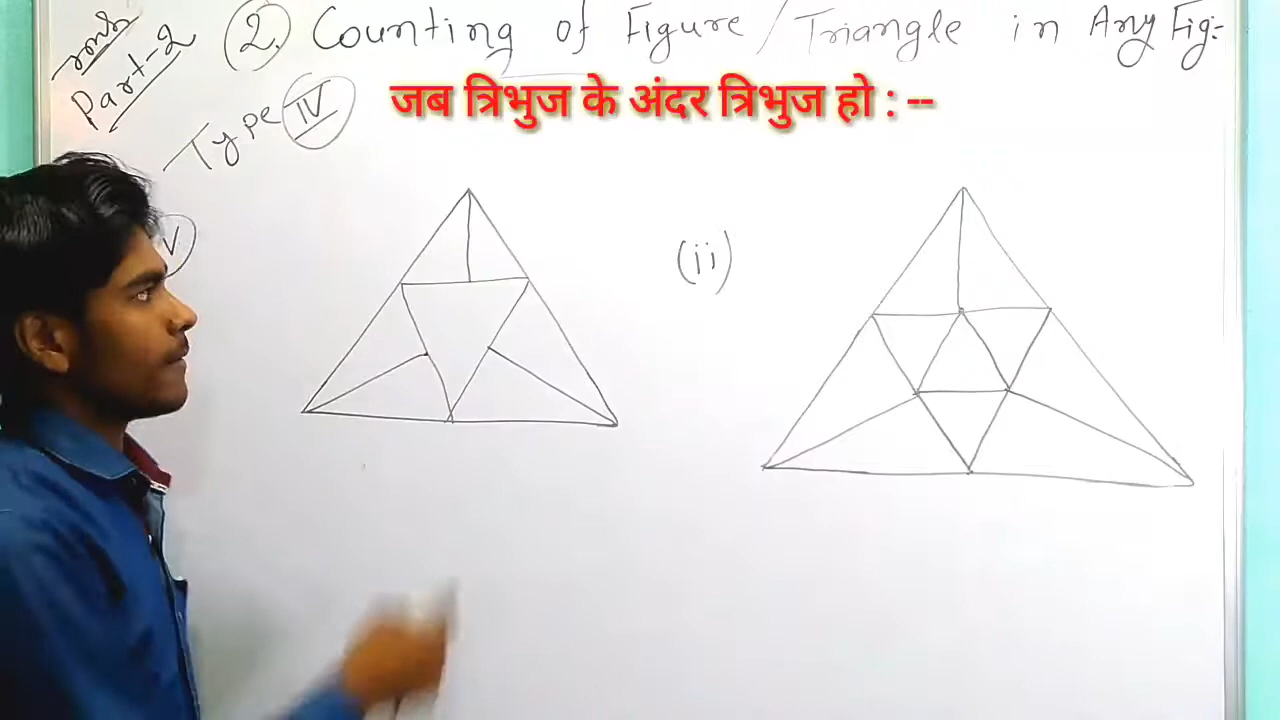 Part-2
(2.) Counting of Figure/Triangle in Any Fig:-
जब त्रिभुज के अंदर त्रिभुज हो : --
Type IV
V
(ii)